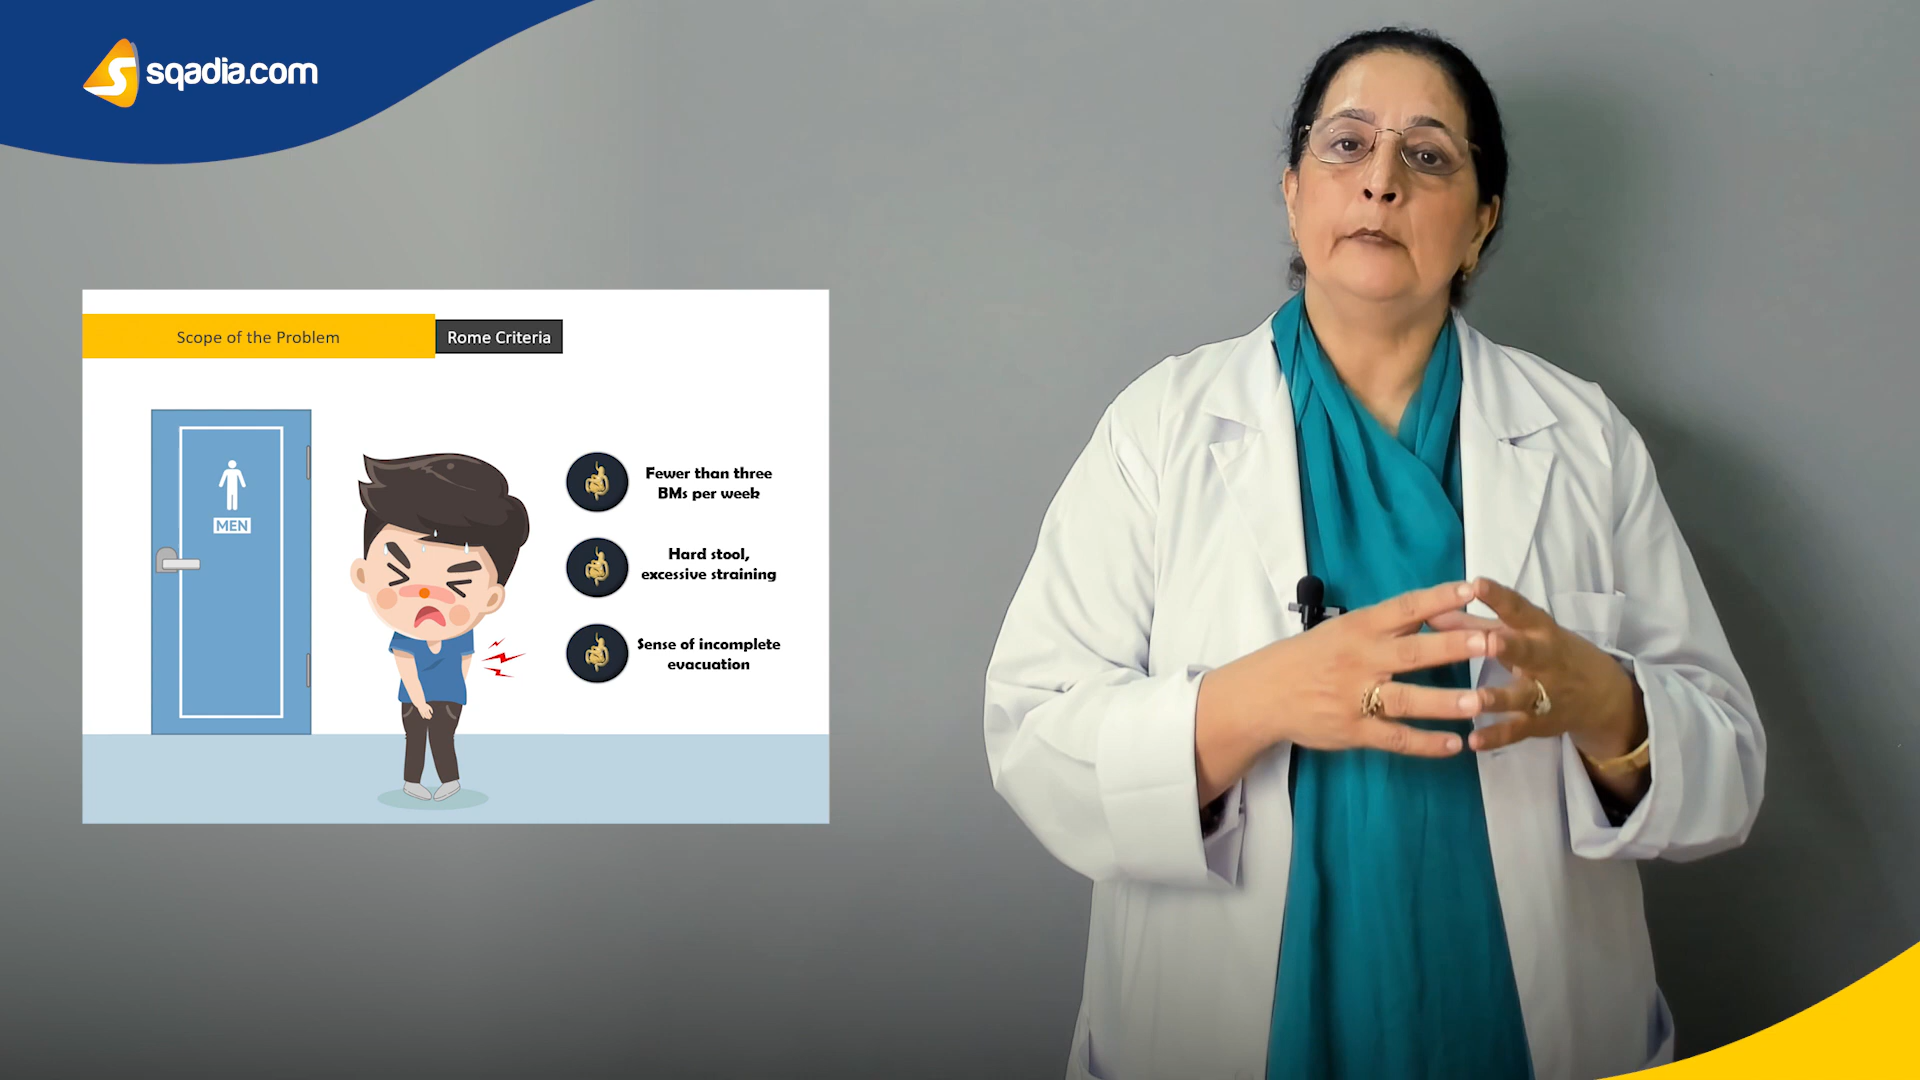 sqadia.com
Scope of the Problem
Rome Criteria
MEN
Fewer than three
BMs per week
Hard stool,
excessive straining
Sense of incomplete
evacuation